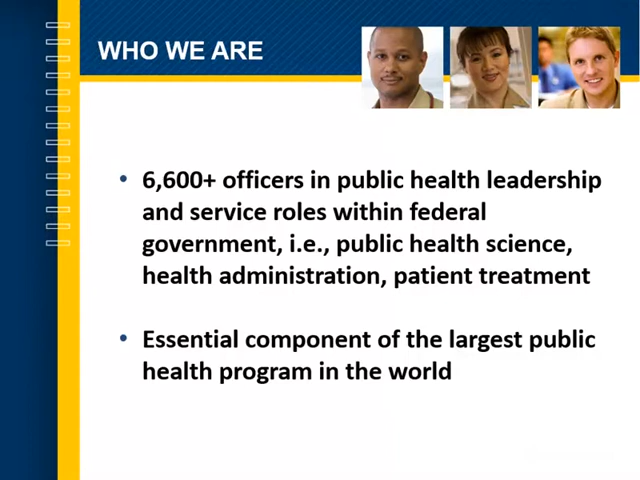 WHO WE ARE
• 6,600+ officers in public health leadership
and service roles within federal
government, i.e., public health science,
health administration, patient treatment
• Essential component of the largest public
health program in the world